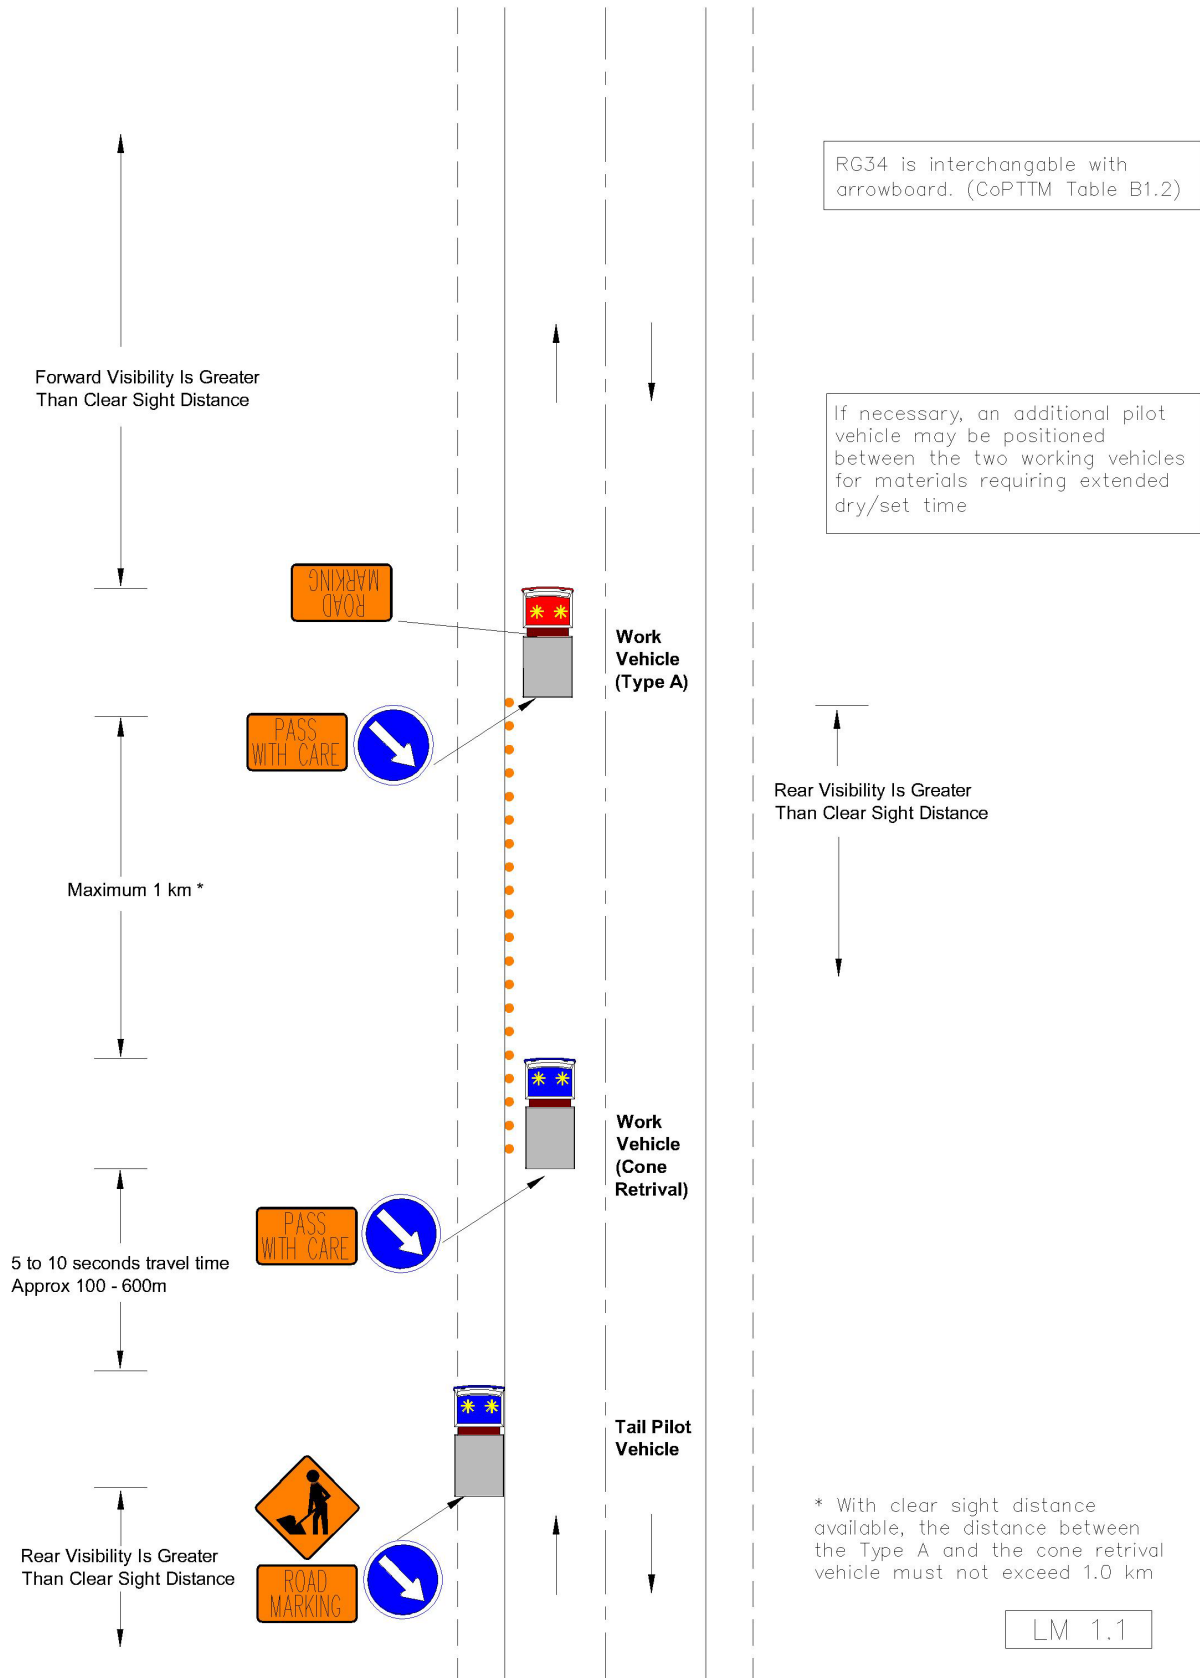 RG34 is interchangable with
arrowboard. (CoPTTM Table B1.2)
Forward Visibility Is Greater
Than Clear Sight Distance
If necessary, an additional pilot
vehicle may be positioned
between the two working vehicles
for materials requiring extended
dry/set time
ROAD
MARKING
Work
Vehicle
(Type A)
PASS
WITH CARE
Rear Visibility Is Greater
Than Clear Sight Distance
Maximum 1 km *
Work
Vehicle
(Cone
Retrival)
PASS
WITH CARE
5 to 10 seconds travel time
Approx 100 - 600m
Tail Pilot
Vehicle
Rear Visibility Is Greater
Than Clear Sight Distance
ROAD
MARKING
* With clear sight distance
available, the distance between
the Type A and the cone retrival
vehicle must not exceed 1.0 km
LM 1.1